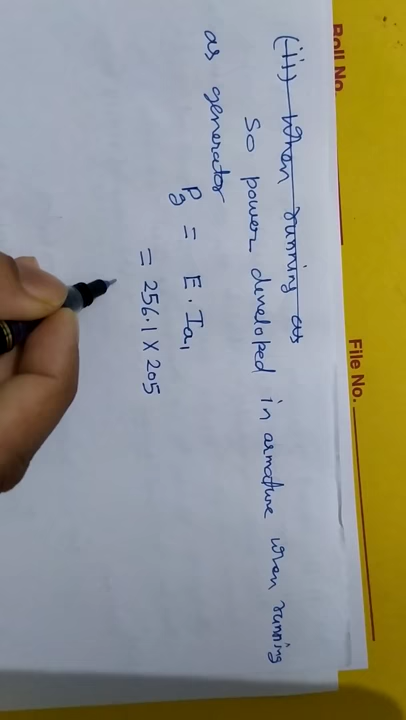 Roll No.
File No.
(ii) When running as
So power developed in armature when running
as generator
Pg = E. Ia1
= 256.1 X 205